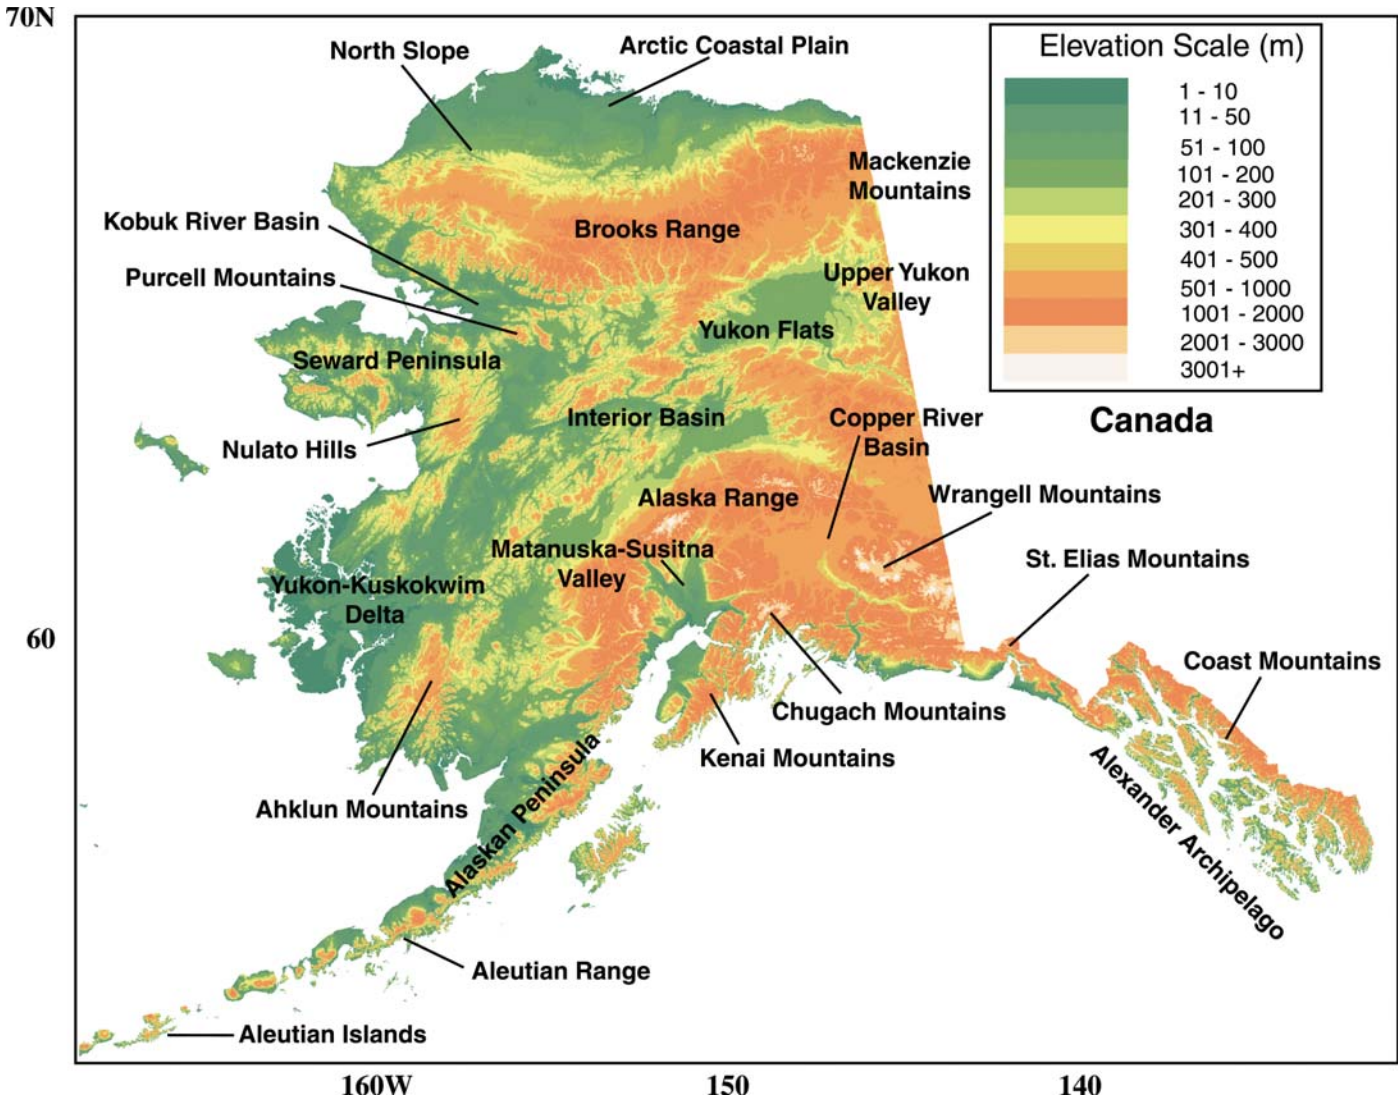 70N
North Slope
Arctic Coastal Plain
Elevation Scale (m)
1 - 10
11 - 50
51 - 100
101 - 200
201 - 300
301 - 400
401 - 500
501 - 1000
1001 - 2000
2001 - 3000
3001+
Mackenzie
Mountains
Kobuk River Basin
Brooks Range
Purcell Mountains
Upper Yukon
Valley
Yukon Flats
Seward Peninsula
Interior Basin
Copper River
Basin
Canada
Nulato Hills
Alaska Range
Wrangell Mountains
Matanuska-Susitna
Valley
St. Elias Mountains
Yukon-Kuskokwim
Delta
60
Coast Mountains
Chugach Mountains
Kenai Mountains
Ahklun Mountains
Alaskan Peninsula
Alexander Archipelago
Aleutian Range
Aleutian Islands
160W
150
140